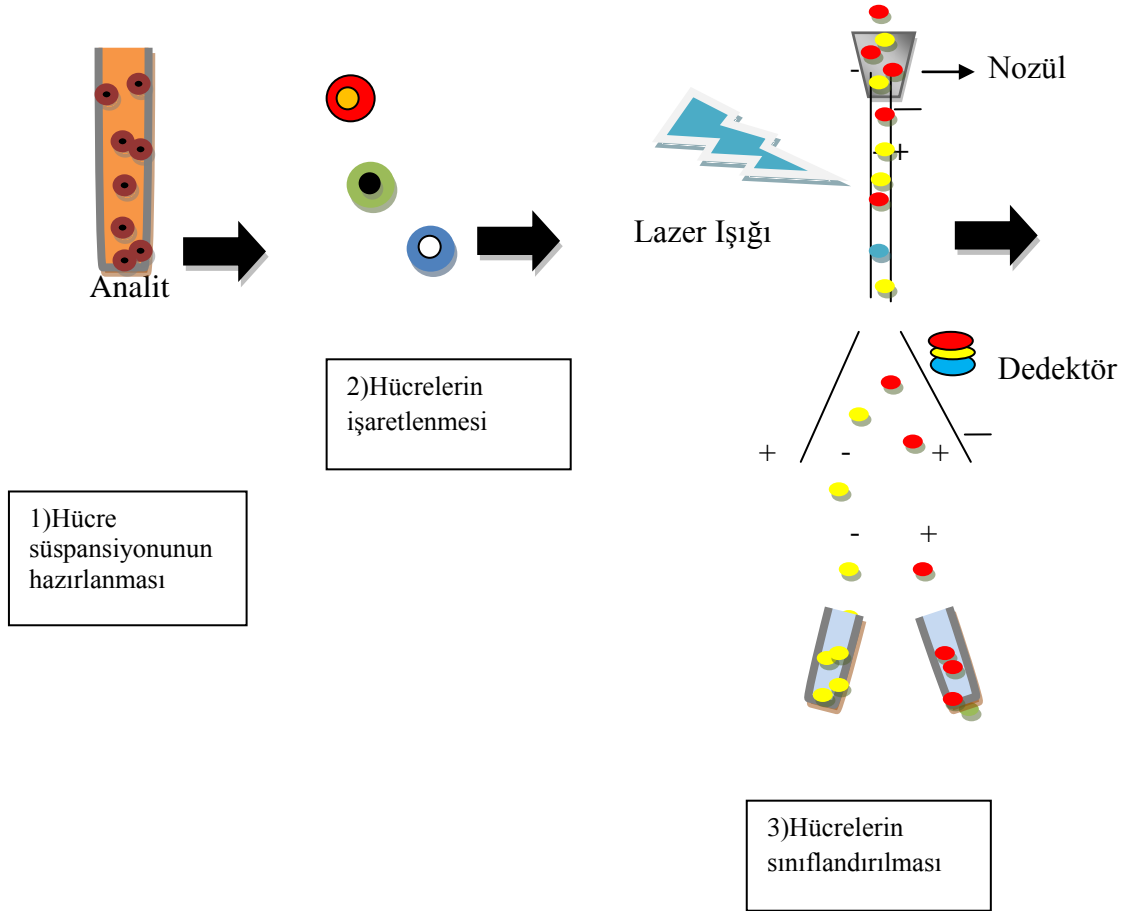 Analit
1)Hücre
süspansiyonunun
hazırlanması
2)Hücrelerin
işaretlenmesi
Lazer Işığı
-
Nozül
+
Dedektör
+ - +
- +
3)Hücrelerin
sınıflandırılması